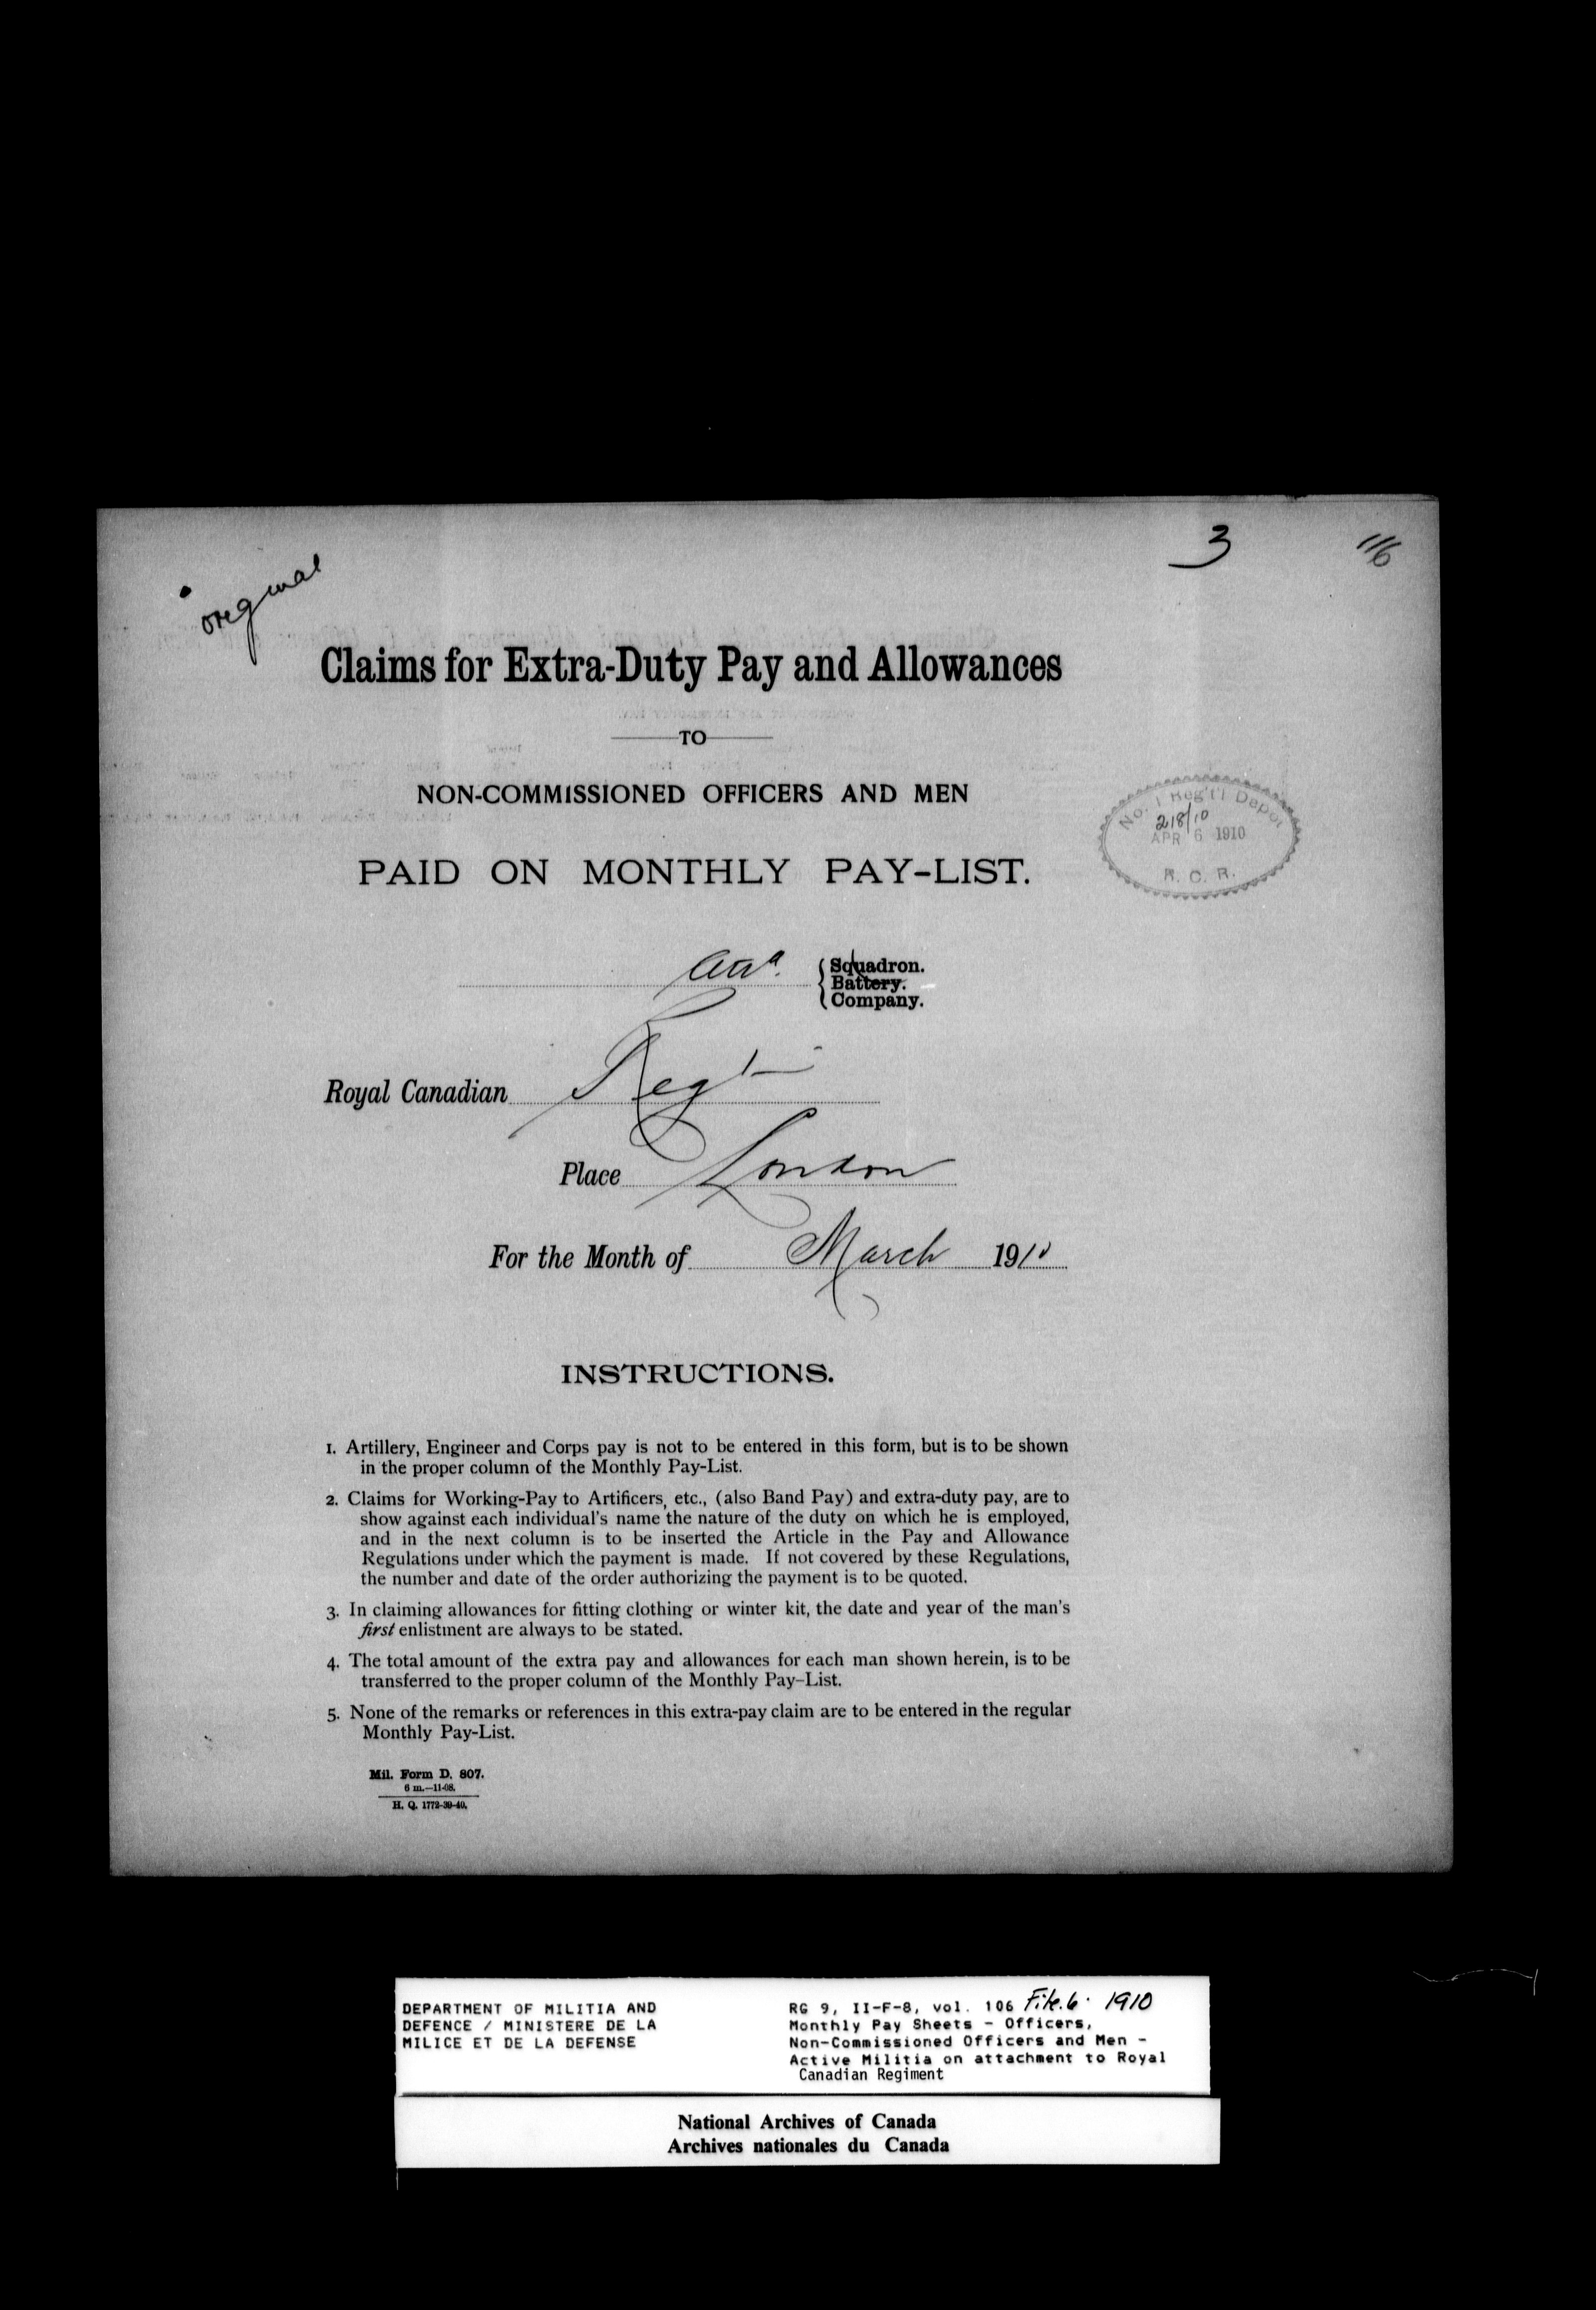 original
3
116
Claims for Extra-Duty Pay and Allowances
TO
NON-COMMISSIONED OFFICERS AND MEN
PAID ON MONTHLY PAY-LIST.
No. 1 Reg't'l Depot
218/10
APR 6 1910
R. C. R.
Squadron.
Battery.
Company.
Royal Canadian Regt
Place London
For the Month of March 1910
INSTRUCTIONS.
1. Artillery, Engineer and Corps pay is not to be entered in this form, but is to be shown
in the proper column of the Monthly Pay-List.
2. Claims for Working-Pay to Artificers, etc., (also Band Pay) and extra-duty pay, are to
show against each individual's name the nature of the duty on which he is employed,
and in the next column is to be inserted the Article in the Pay and Allowance
Regulations under which the payment is made. If not covered by these Regulations,
the number and date of the order authorizing the payment is to be quoted.
3. In claiming allowances for fitting clothing or winter kit, the date and year of the man's
first enlistment are always to be stated.
4. The total amount of the extra pay and allowances for each man shown herein, is to be
transferred to the proper column of the Monthly Pay-List.
5. None of the remarks or references in this extra-pay claim are to be entered in the regular
Monthly Pay-List.
Mil. Form D. 807.
6 m.—11-08.
H. Q. 1772-39-40.
DEPARTMENT OF MILITIA AND
DEFENCE / MINISTERE DE LA
MILICE ET DE LA DEFENSE
RG 9, II-F-8, vol. 106 File.6. 1910
Monthly Pay Sheets - Officers,
Non-Commissioned Officers and Men -
Active Militia on attachment to Royal
Canadian Regiment
National Archives of Canada
Archives nationales du Canada